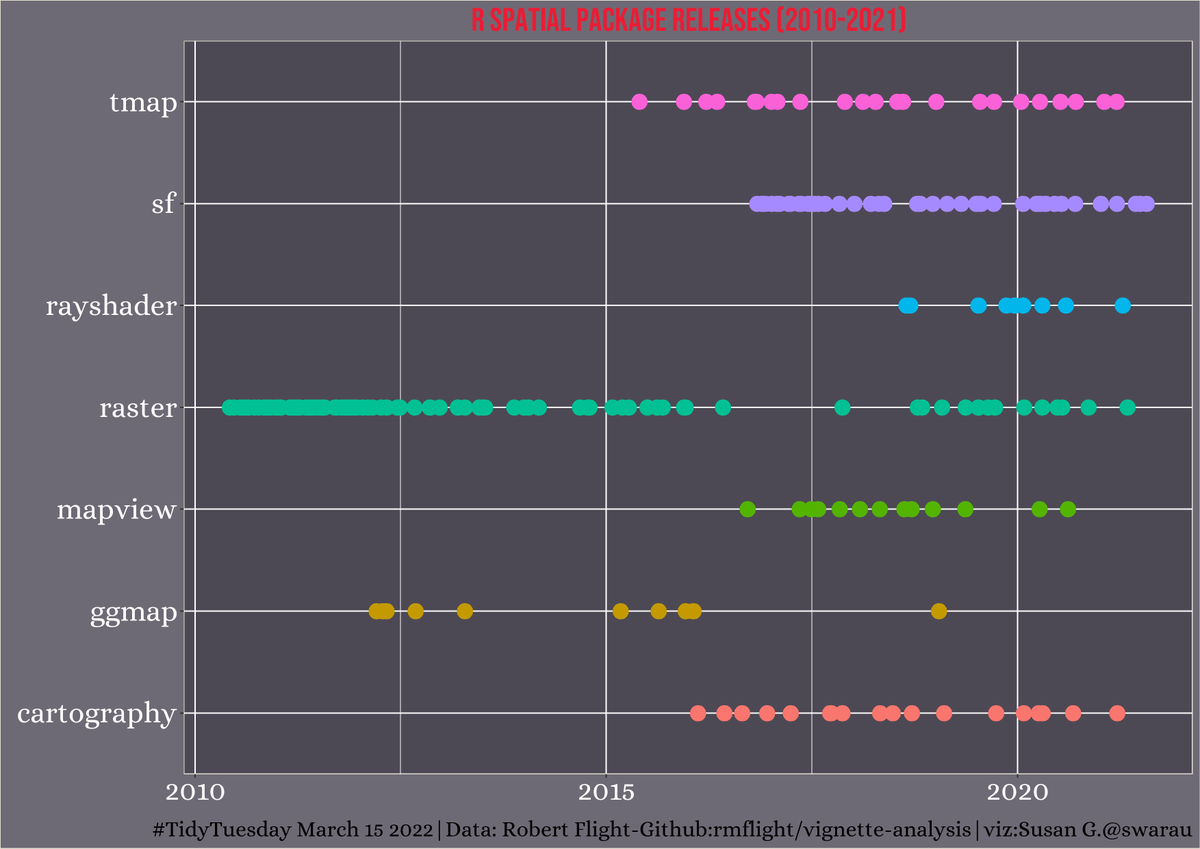 R SPATIAL PACKAGE RELEASES (2010-2021)
tmap
sf
rayshader
raster
mapview
ggmap
cartography
2010 2015 2020
#TidyTuesday March 15 2022|Data: Robert Flight-Github:rmflight/vignette-analysis|viz:Susan G.@swarau